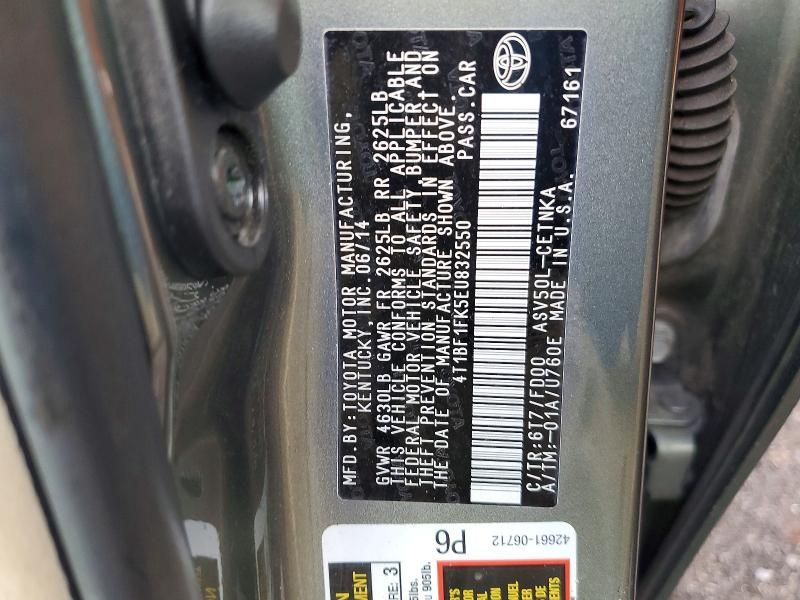 MFD.BY:TOYOTA MOTOR MANUFACTURING,
KENTUCKY, INC. 06/14
GVWR 4630LB GAWR FR 2625LB RR 2625LB
THIS VEHICLE CONFORMS TO ALL APPLICABLE
FEDERAL MOTOR VEHICLE SAFETY BUMPER, AND
THEFT PREVENTION STANDARDS IN EFFECT ON
THE DATE OF MANUFACTURE SHOWN ABOVE.
4T1BF1FK5EU832550 PASS.CAR
C/TR:6T7/FD00 ASV50L-CETNKA
A/TM:-01A/U760E MADE IN U.S.A. 67161
P6
42661-06712
3
905lb.